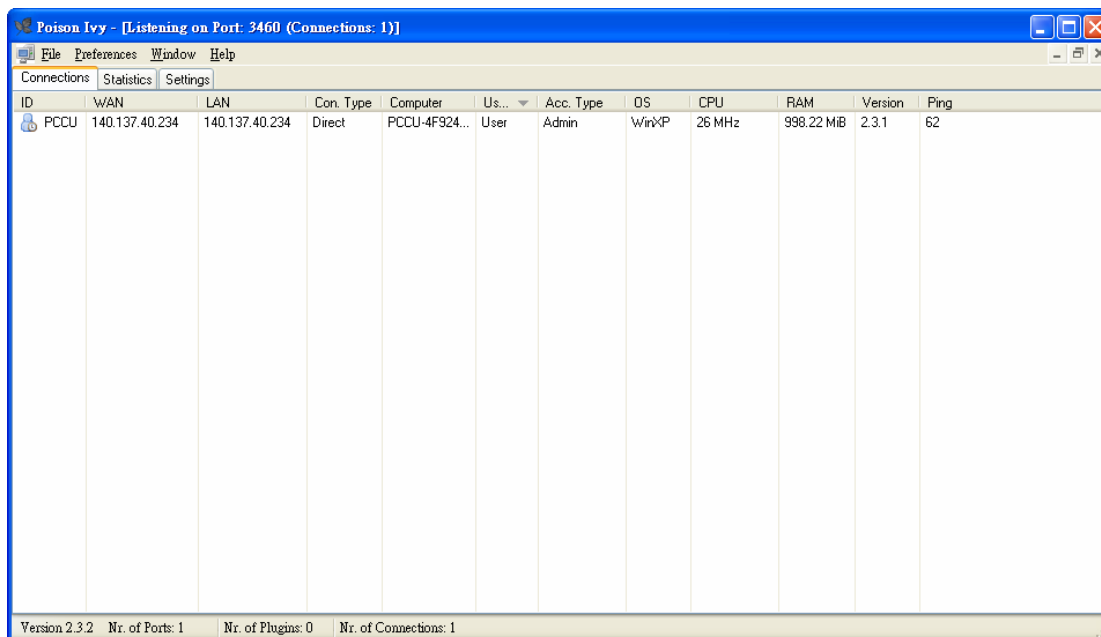 Poison Ivy - [Listening on Port: 3460 (Connections: 1)]
File Preferences Window Help
Connections Statistics Settings
ID WAN LAN Con. Type Computer Us... Acc. Type OS CPU RAM Version Ping
PCCU 140.137.40.234 140.137.40.234 Direct PCCU-4F924... User Admin WinXP 26 MHz 998.22 MiB 2.3.1 62
Version 2.3.2 Nr. of Ports: 1 Nr. of Plugins: 0 Nr. of Connections: 1